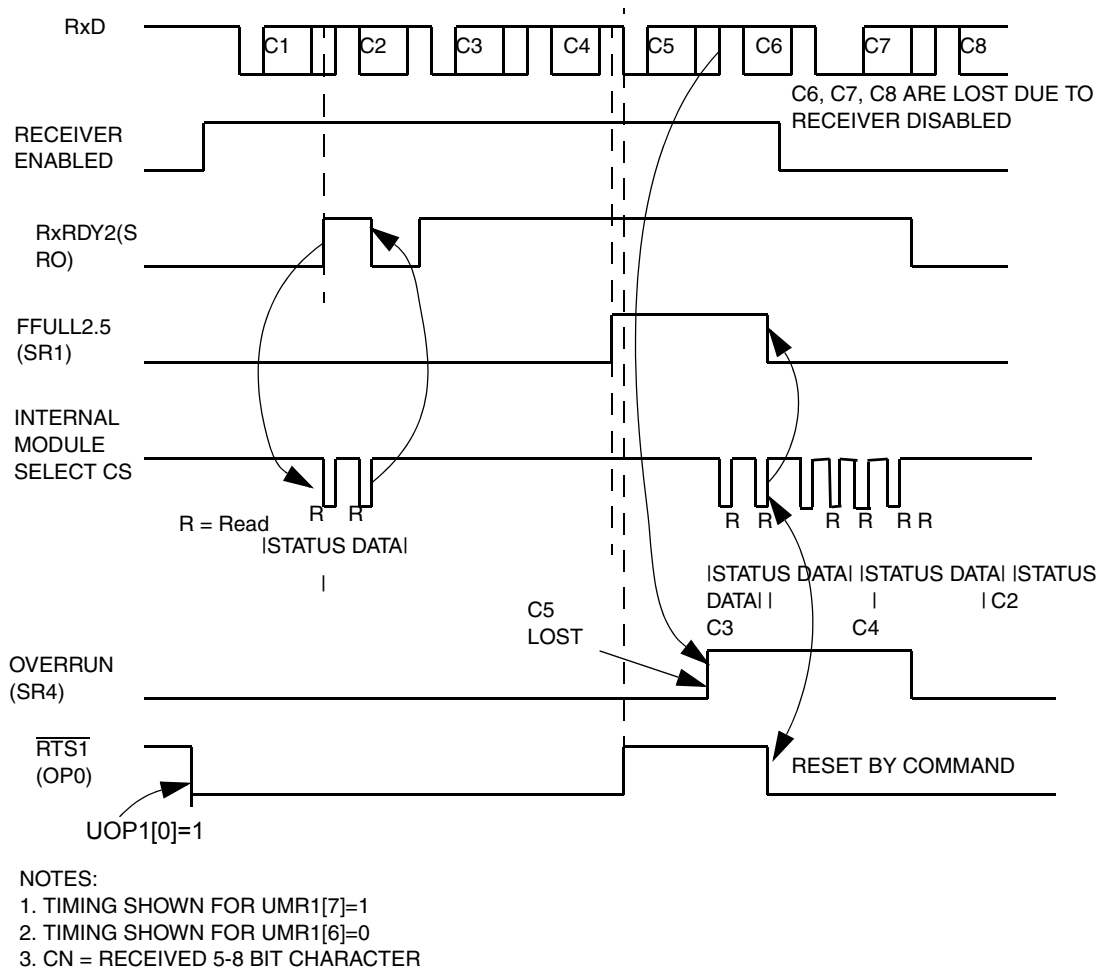 RxD
C1 C2 C3 C4 C5 C6 C7 C8
C6, C7, C8 ARE LOST DUE TO
RECEIVER DISABLED
RECEIVER
ENABLED
RxRDY2(S
RO)
FFULL2.5
(SR1)
INTERNAL
MODULE
SELECT CS
R = Read
R R
R R R R R R
|STATUS DATA|
|
|STATUS DATA| |STATUS DATA| |STATUS
DATA| | | | C2
C3 C4
C5
LOST
OVERRUN
(SR4)
RTS1
(OP0)
RESET BY COMMAND
UOP1[0]=1
NOTES:
1. TIMING SHOWN FOR UMR1[7]=1
2. TIMING SHOWN FOR UMR1[6]=0
3. CN = RECEIVED 5-8 BIT CHARACTER